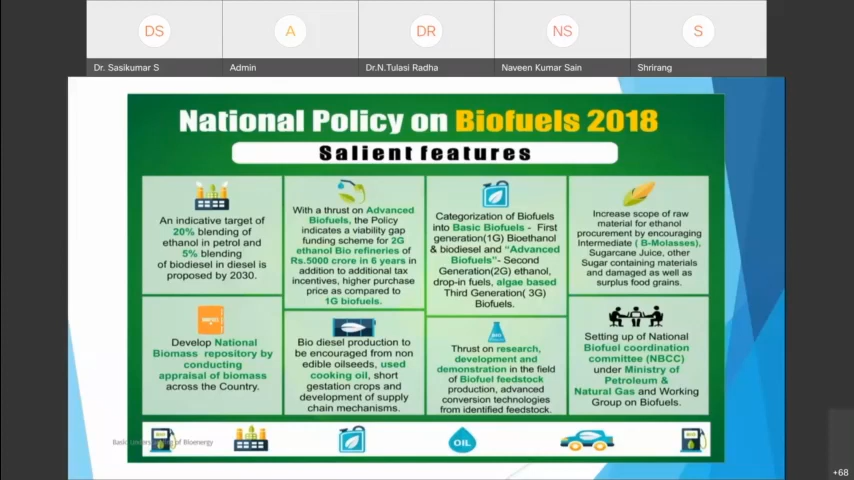 DS
A
DR
NS
S
Dr. Sasikumar S
Admin
Dr.N.Tulasi Radha
Naveen Kumar Sain
Shrirang
National Policy on Biofuels 2018
Salient features
An indicative target of
20% blending of
ethanol in petrol and
5% blending
of biodiesel in diesel is
proposed by 2030.
With a thrust on Advanced
Biofuels, the Policy
indicates a viability gap
funding scheme for 2G
ethanol Bio refineries of
Rs.5000 crore in 6 years in
addition to additional tax
incentives, higher purchase
price as compared to
1G biofuels.
Categorization of Biofuels
into Basic Biofuels - First
generation(1G) Bioethanol
& biodiesel and “Advanced
Biofuels”- Second
Generation(2G) ethanol,
drop-in fuels, algae based
Third Generation( 3G)
Biofuels.
Increase scope of raw
material for ethanol
procurement by encouraging
Intermediate ( B-Molasses),
Sugarcane Juice, other
Sugar containing materials
and damaged as well as
surplus food grains.
Develop National
Biomass repository by
conducting
appraisal of biomass
across the Country.
Bio diesel production to
be encouraged from non
edible oilseeds, used
cooking oil, short
gestation crops and
development of supply
chain mechanisms.
BIO
Thrust on research,
development and
demonstration in the field
of Biofuel feedstock
production, advanced
conversion technologies
from identified feedstock.
Setting up of National
Biofuel coordination
committee (NBCC)
under Ministry of
Petroleum &
Natural Gas and Working
Group on Biofuels.
Basic Understanding of Bioenergy
BIO
OIL
BIO
+68